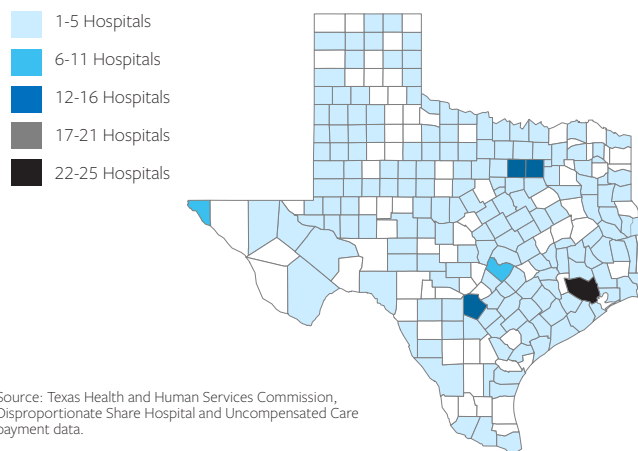 1-5 Hospitals
6-11 Hospitals
12-16 Hospitals
17-21 Hospitals
22-25 Hospitals
Source: Texas Health and Human Services Commission,
Disproportionate Share Hospital and Uncompensated Care
payment data.